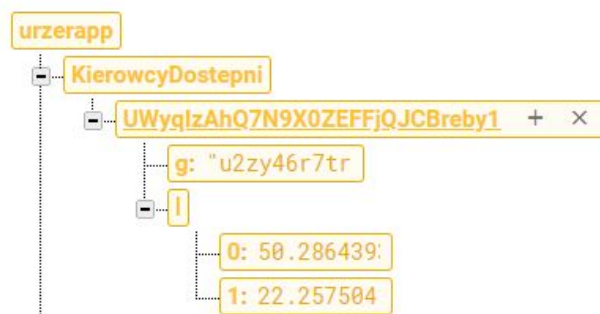 urzerapp
KierowcyDostepni
UWyqIzAhQ7N9X0ZEFFjQJCBreby1 + ×
g: "u2zy46r7tr
l
0: 50.286439
1: 22.257504